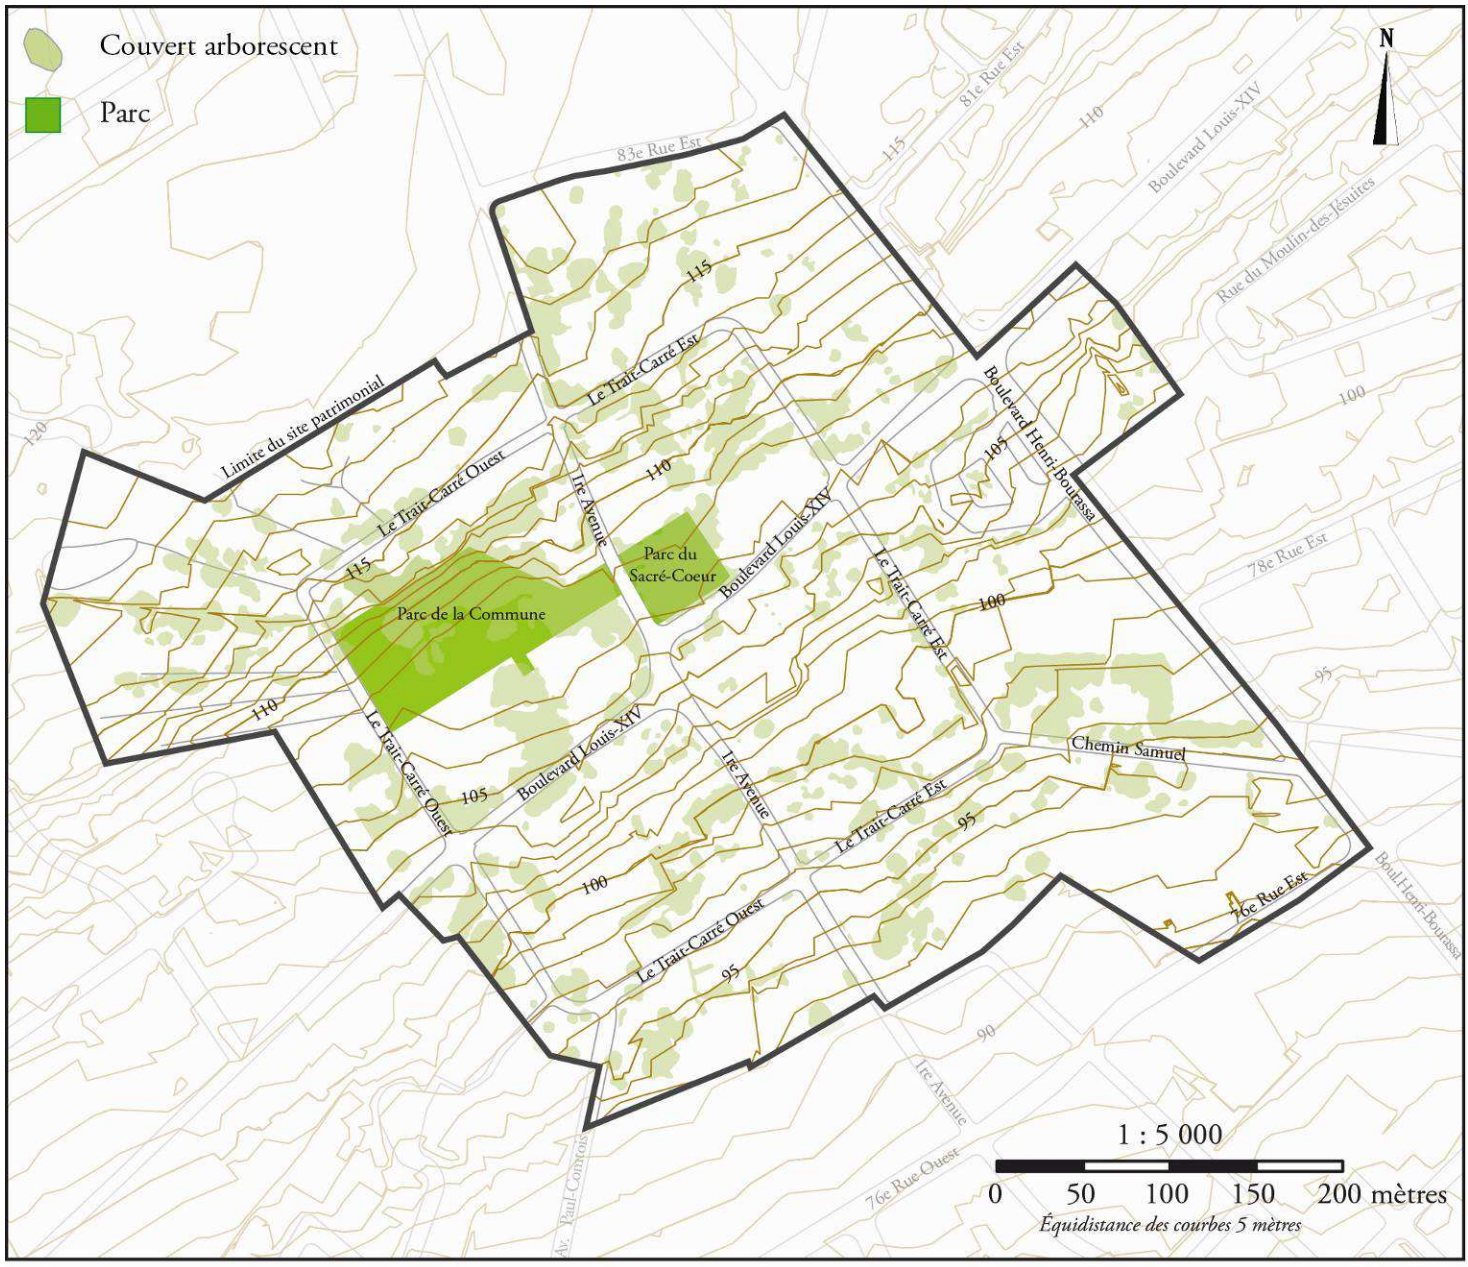 Couvert arborescent
Parc
N
81e Rue Est
110
Boulevard Louis-XIV
83e Rue Est
115
Rue du Moulin-des-Jésuites
115
Le Trait-Carré Est
Limite du site patrimonial
120
Boulevard Henri-Bourassa
100
105
110
Le Trait-Carré Ouest
1re Avenue
Boulevard Louis-XIV
78e Rue Est
Parc du
Sacré-Coeur
115
Parc de la Commune
Le Trait-Carré Est
100
95
110
Le Trait-Carré Ouest
Boulevard Louis-XIV
Chemin Samuel
1re Avenue
105
Le Trait-Carré Est
95
100
76e Rue Est
Boul.Henri-Bourassa
Le Trait-Carré Ouest
95
90
1re Avenue
76e Rue Ouest
Av. Paul-Comtois
1 : 5 000
0 50 100 150 200 mètres
Équidistance des courbes 5 mètres